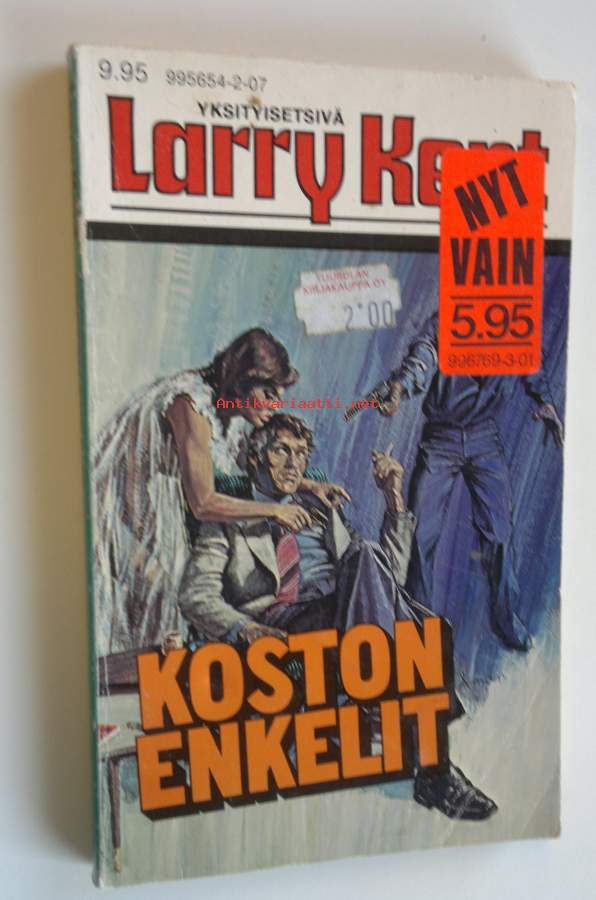 9.95 995654-2-07
YKSITYISETSIVÄ
Larry Kent
NYT
VAIN
5.95
996769-3-01
TUUSULAN
KIRJAKAUPPA OY
2.00
Antikvariaatti.net
KOSTON
ENKELIT